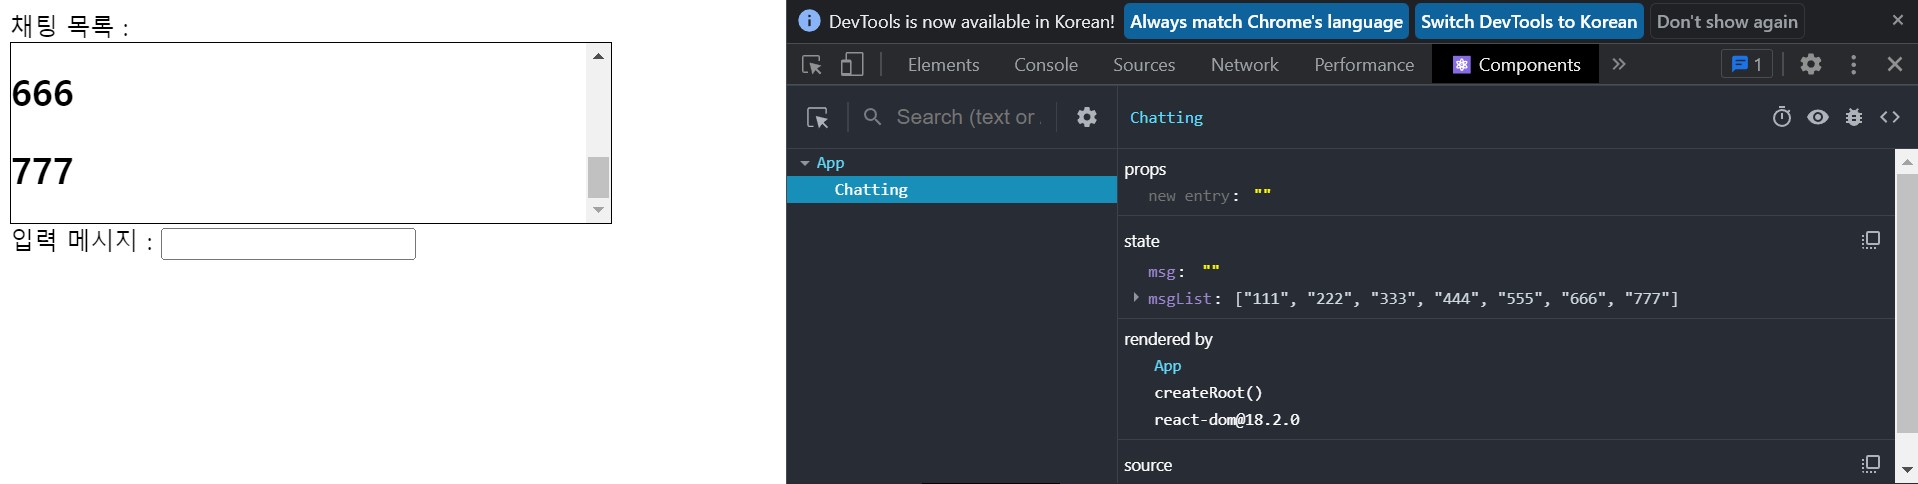 채팅 목록 :
666
777
입력 메시지 :
DevTools is now available in Korean! Always match Chrome's language Switch DevTools to Korean Don't show again ×
Elements Console Sources Network Performance Components » 1
Search (text or
Chatting
App
Chatting
props
new entry: ""
state
msg: ""
msgList: ["111", "222", "333", "444", "555", "666", "777"]
rendered by
App
createRoot()
react-dom@18.2.0
source